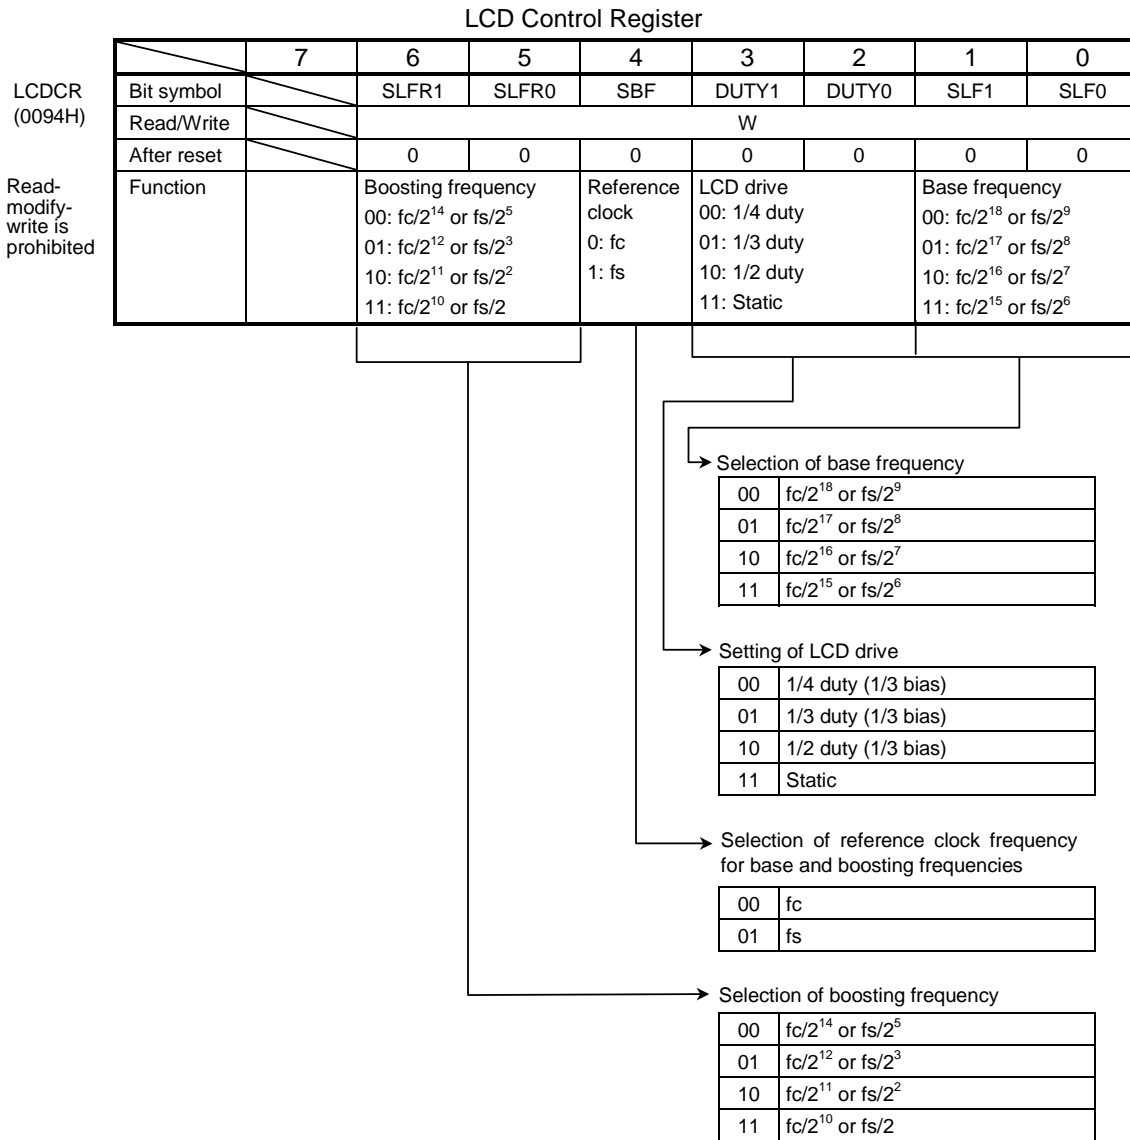 LCD Control Register
7 6 5 4 3 2 1 0
LCDCR
(0094H)
Bit symbol SLFR1 SLFR0 SBF DUTY1 DUTY0 SLF1 SLF0
Read/Write W
After reset 0 0 0 0 0 0 0
Read-
modify-
write is
prohibited
Function
Boosting frequency
00: fc/2^14 or fs/2^5
01: fc/2^12 or fs/2^3
10: fc/2^11 or fs/2^2
11: fc/2^10 or fs/2
Reference
clock
0: fc
1: fs
LCD drive
00: 1/4 duty
01: 1/3 duty
10: 1/2 duty
11: Static
Base frequency
00: fc/2^18 or fs/2^9
01: fc/2^17 or fs/2^8
10: fc/2^16 or fs/2^7
11: fc/2^15 or fs/2^6
Selection of base frequency
00 fc/2^18 or fs/2^9
01 fc/2^17 or fs/2^8
10 fc/2^16 or fs/2^7
11 fc/2^15 or fs/2^6
Setting of LCD drive
00 1/4 duty (1/3 bias)
01 1/3 duty (1/3 bias)
10 1/2 duty (1/3 bias)
11 Static
Selection of reference clock frequency
for base and boosting frequencies
00 fc
01 fs
Selection of boosting frequency
00 fc/2^14 or fs/2^5
01 fc/2^12 or fs/2^3
10 fc/2^11 or fs/2^2
11 fc/2^10 or fs/2